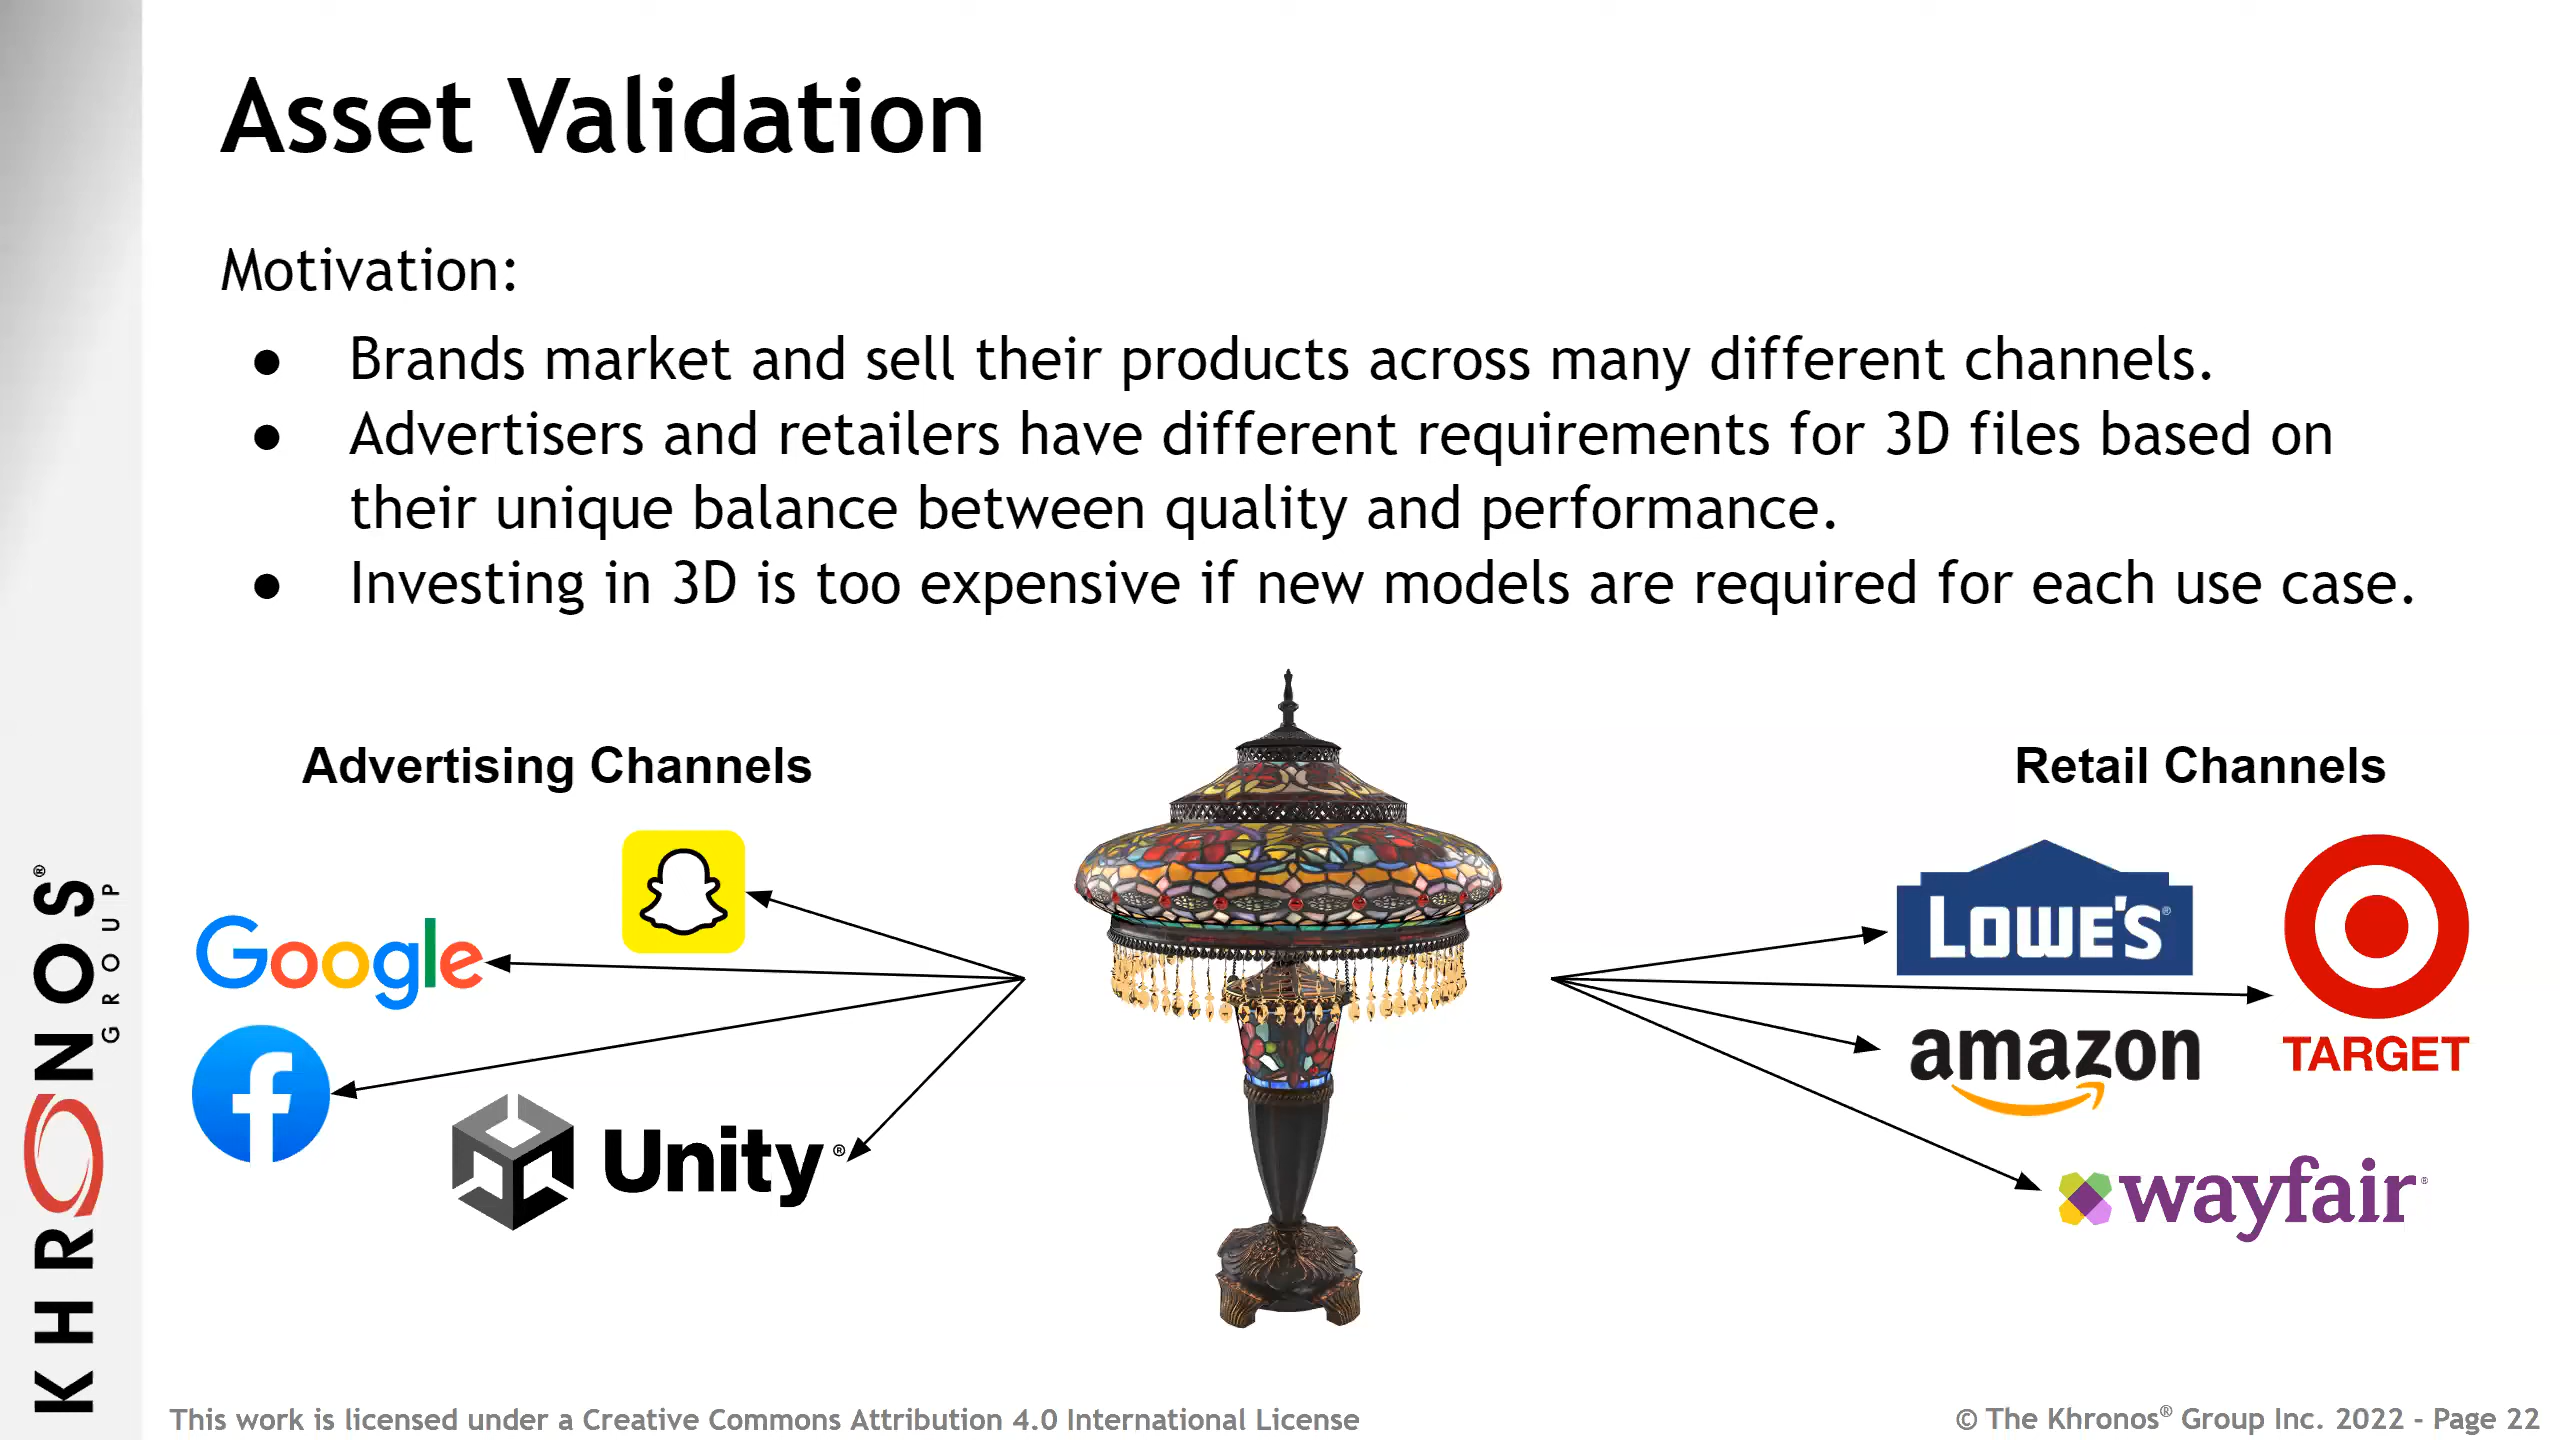 Asset Validation
Motivation:
● Brands market and sell their products across many different channels.
● Advertisers and retailers have different requirements for 3D files based on
their unique balance between quality and performance.
● Investing in 3D is too expensive if new models are required for each use case.
Advertising Channels
Retail Channels
Google
Unity®
LOWE'S®
TARGET
amazon
wayfair®
KHRONOS®
GROUP
This work is licensed under a Creative Commons Attribution 4.0 International License
© The Khronos® Group Inc. 2022 - Page 22